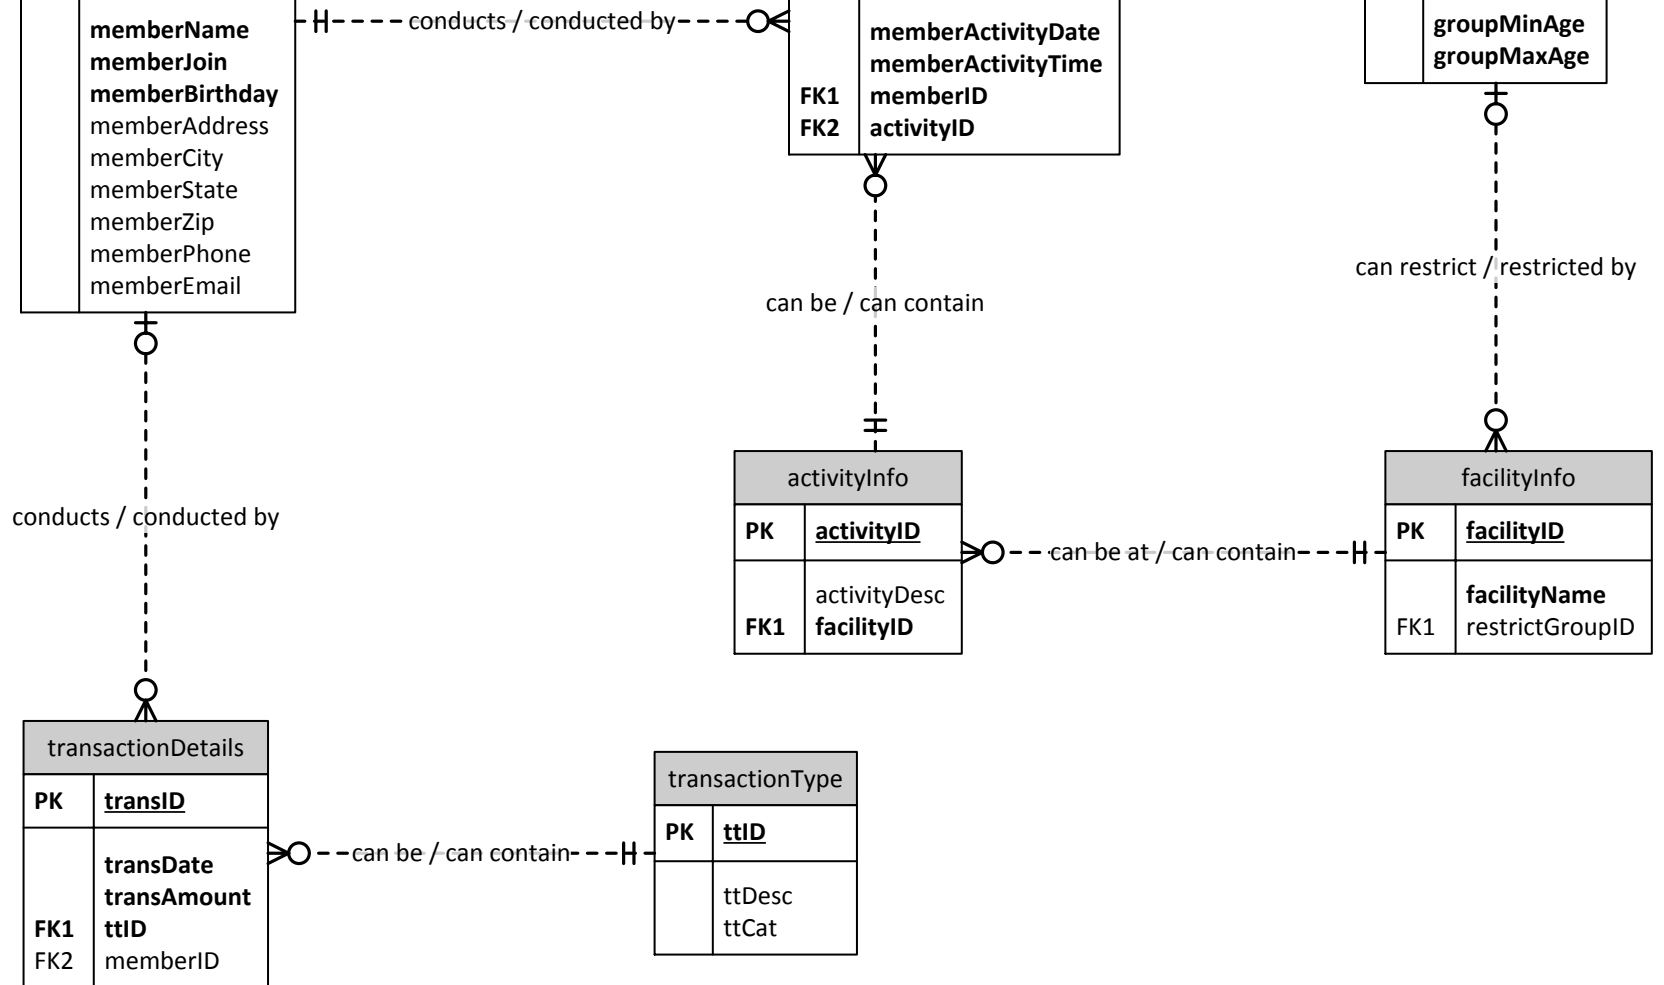 memberName
memberJoin
memberBirthday
memberAddress
memberCity
memberState
memberZip
memberPhone
memberEmail
conducts / conducted by
memberActivityDate
memberActivityTime
FK1 memberID
FK2 activityID
groupMinAge
groupMaxAge
can be / can contain
can restrict / restricted by
conducts / conducted by
activityInfo
PK activityID
activityDesc
FK1 facilityID
can be at / can contain
facilityInfo
PK facilityID
facilityName
FK1 restrictGroupID
transactionDetails
PK transID
transDate
transAmount
FK1 ttID
FK2 memberID
can be / can contain
transactionType
PK ttID
ttDesc
ttCat